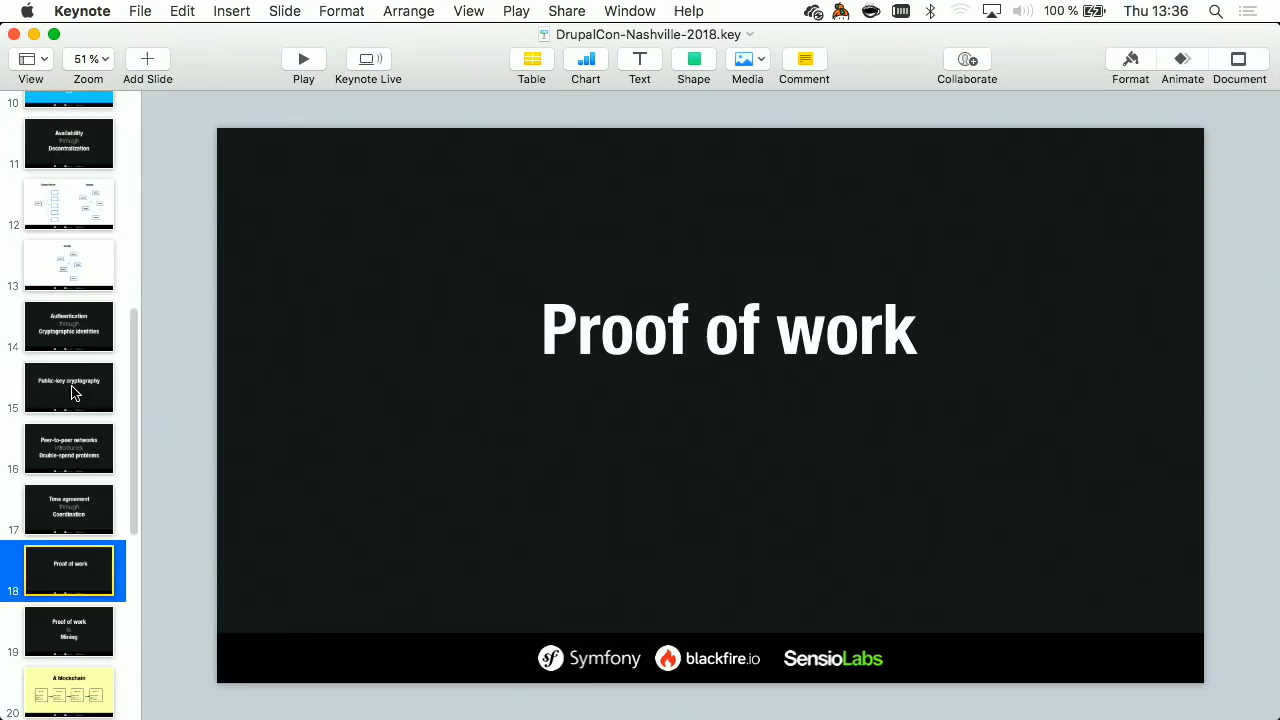 Keynote File Edit Insert Slide Format Arrange View Play Share Window Help 100 % Thu 13:36
DrupalCon-Nashville-2018.key
51 %
View Zoom Add Slide Play Keynote Live Table Chart Text Shape Media Comment Collaborate Format Animate Document
10
Availability
through
Decentralization
11
12
13
Authentication
through
Cryptographic identities
14
Public-key cryptography
15
Peer-to-peer networks
introduces
Double-spend problems
16
Time agreement
through
Coordination
17
Proof of work
18
Proof of work
is
Mining
19
A blockchain
20
Proof of work
sf Symfony blackfire.io SensioLabs